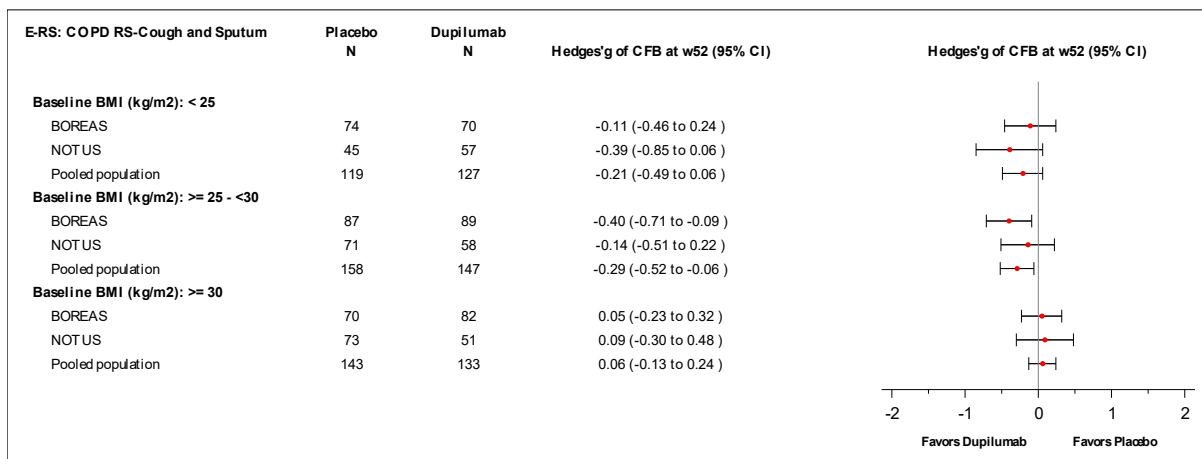 E-RS: COPD RS-Cough and Sputum Placebo Dupilumab
N N Hedges'g of CFB at w52 (95% CI) Hedges'g of CFB at w52 (95% CI)
Baseline BMI (kg/m2): < 25
BOREAS 74 70 -0.11 (-0.46 to 0.24 )
NOTUS 45 57 -0.39 (-0.85 to 0.06 )
Pooled population 119 127 -0.21 (-0.49 to 0.06 )
Baseline BMI (kg/m2): >= 25 - <30
BOREAS 87 89 -0.40 (-0.71 to -0.09 )
NOTUS 71 58 -0.14 (-0.51 to 0.22 )
Pooled population 158 147 -0.29 (-0.52 to -0.06 )
Baseline BMI (kg/m2): >= 30
BOREAS 70 82 0.05 (-0.23 to 0.32 )
NOTUS 73 51 0.09 (-0.30 to 0.48 )
Pooled population 143 133 0.06 (-0.13 to 0.24 )
-2 -1 0 1 2
Favors Dupilumab Favors Placebo